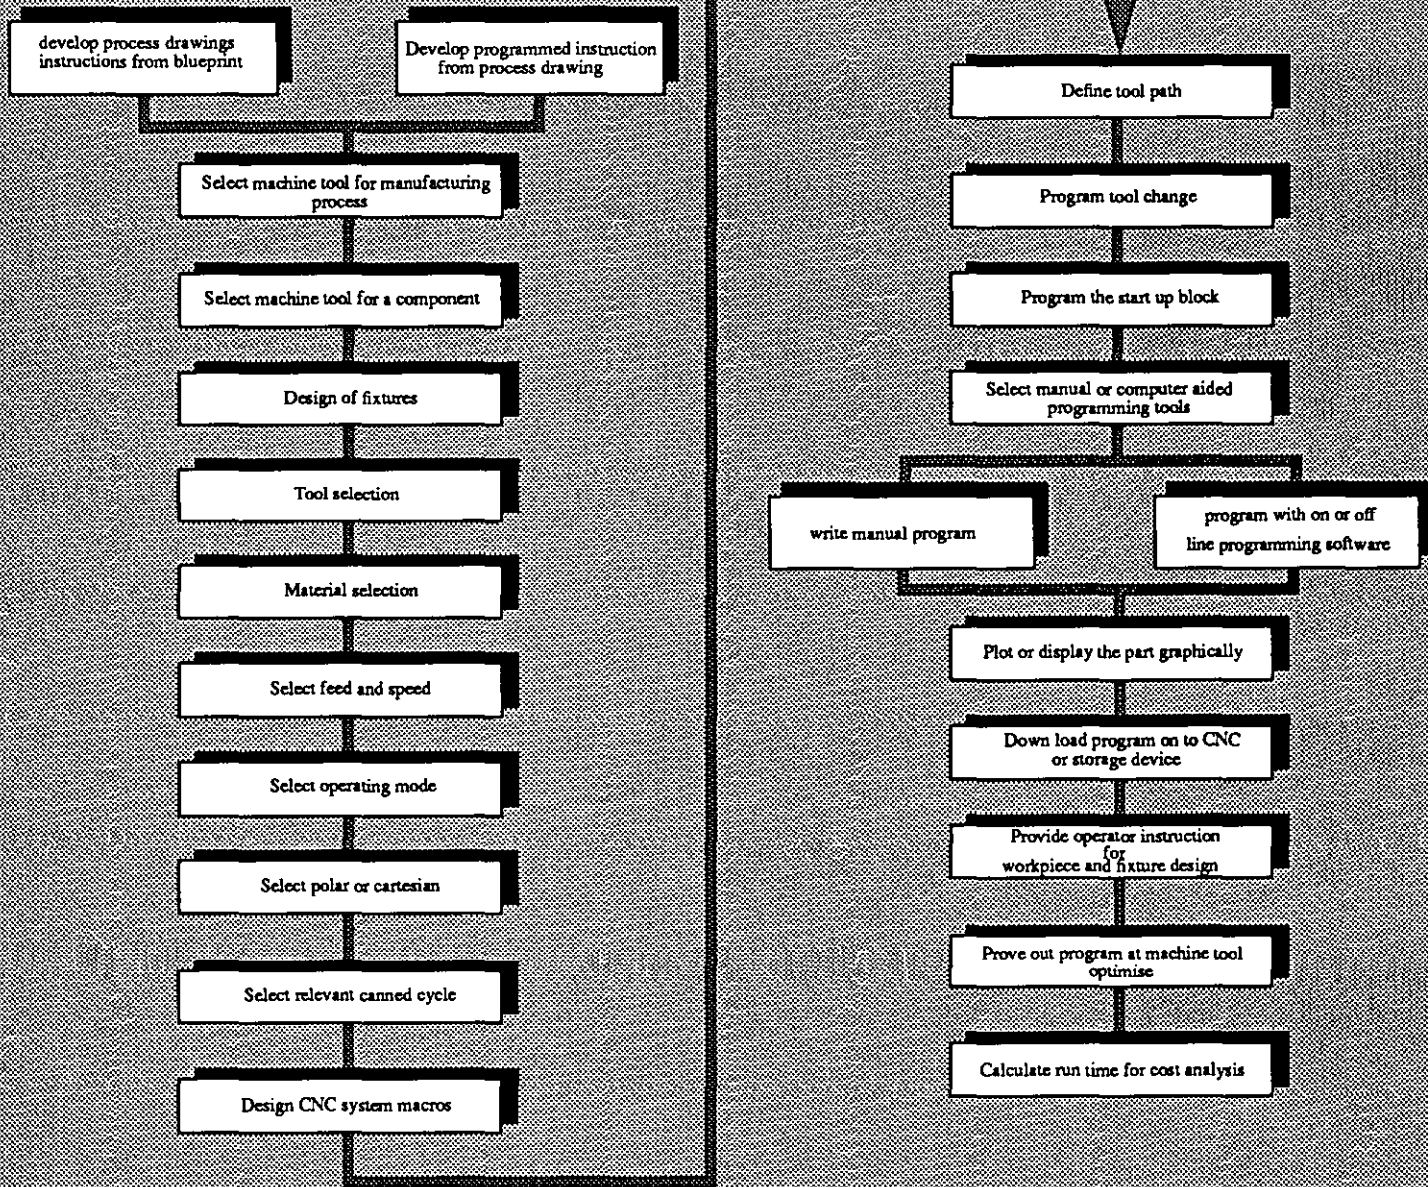 develop process drawings
instructions from blueprint
Develop programmed instruction
from process drawing
Select machine tool for manufacturing
process
Select machine tool for a component
Design of fixtures
Tool selection
Material selection
Select feed and speed
Select operating mode
Select polar or cartesian
Select relevant canned cycle
Design CNC system macros
Define tool path
Program tool change
Program the start up block
Select manual or computer aided
programming tools
write manual program
program with on or off
line programming software
Plot or display the part graphically
Down load program on to CNC
or storage device
Provide operator instruction
for
workpiece and fixture design
Prove out program at machine tool
optimise
Calculate run time for cost analysis